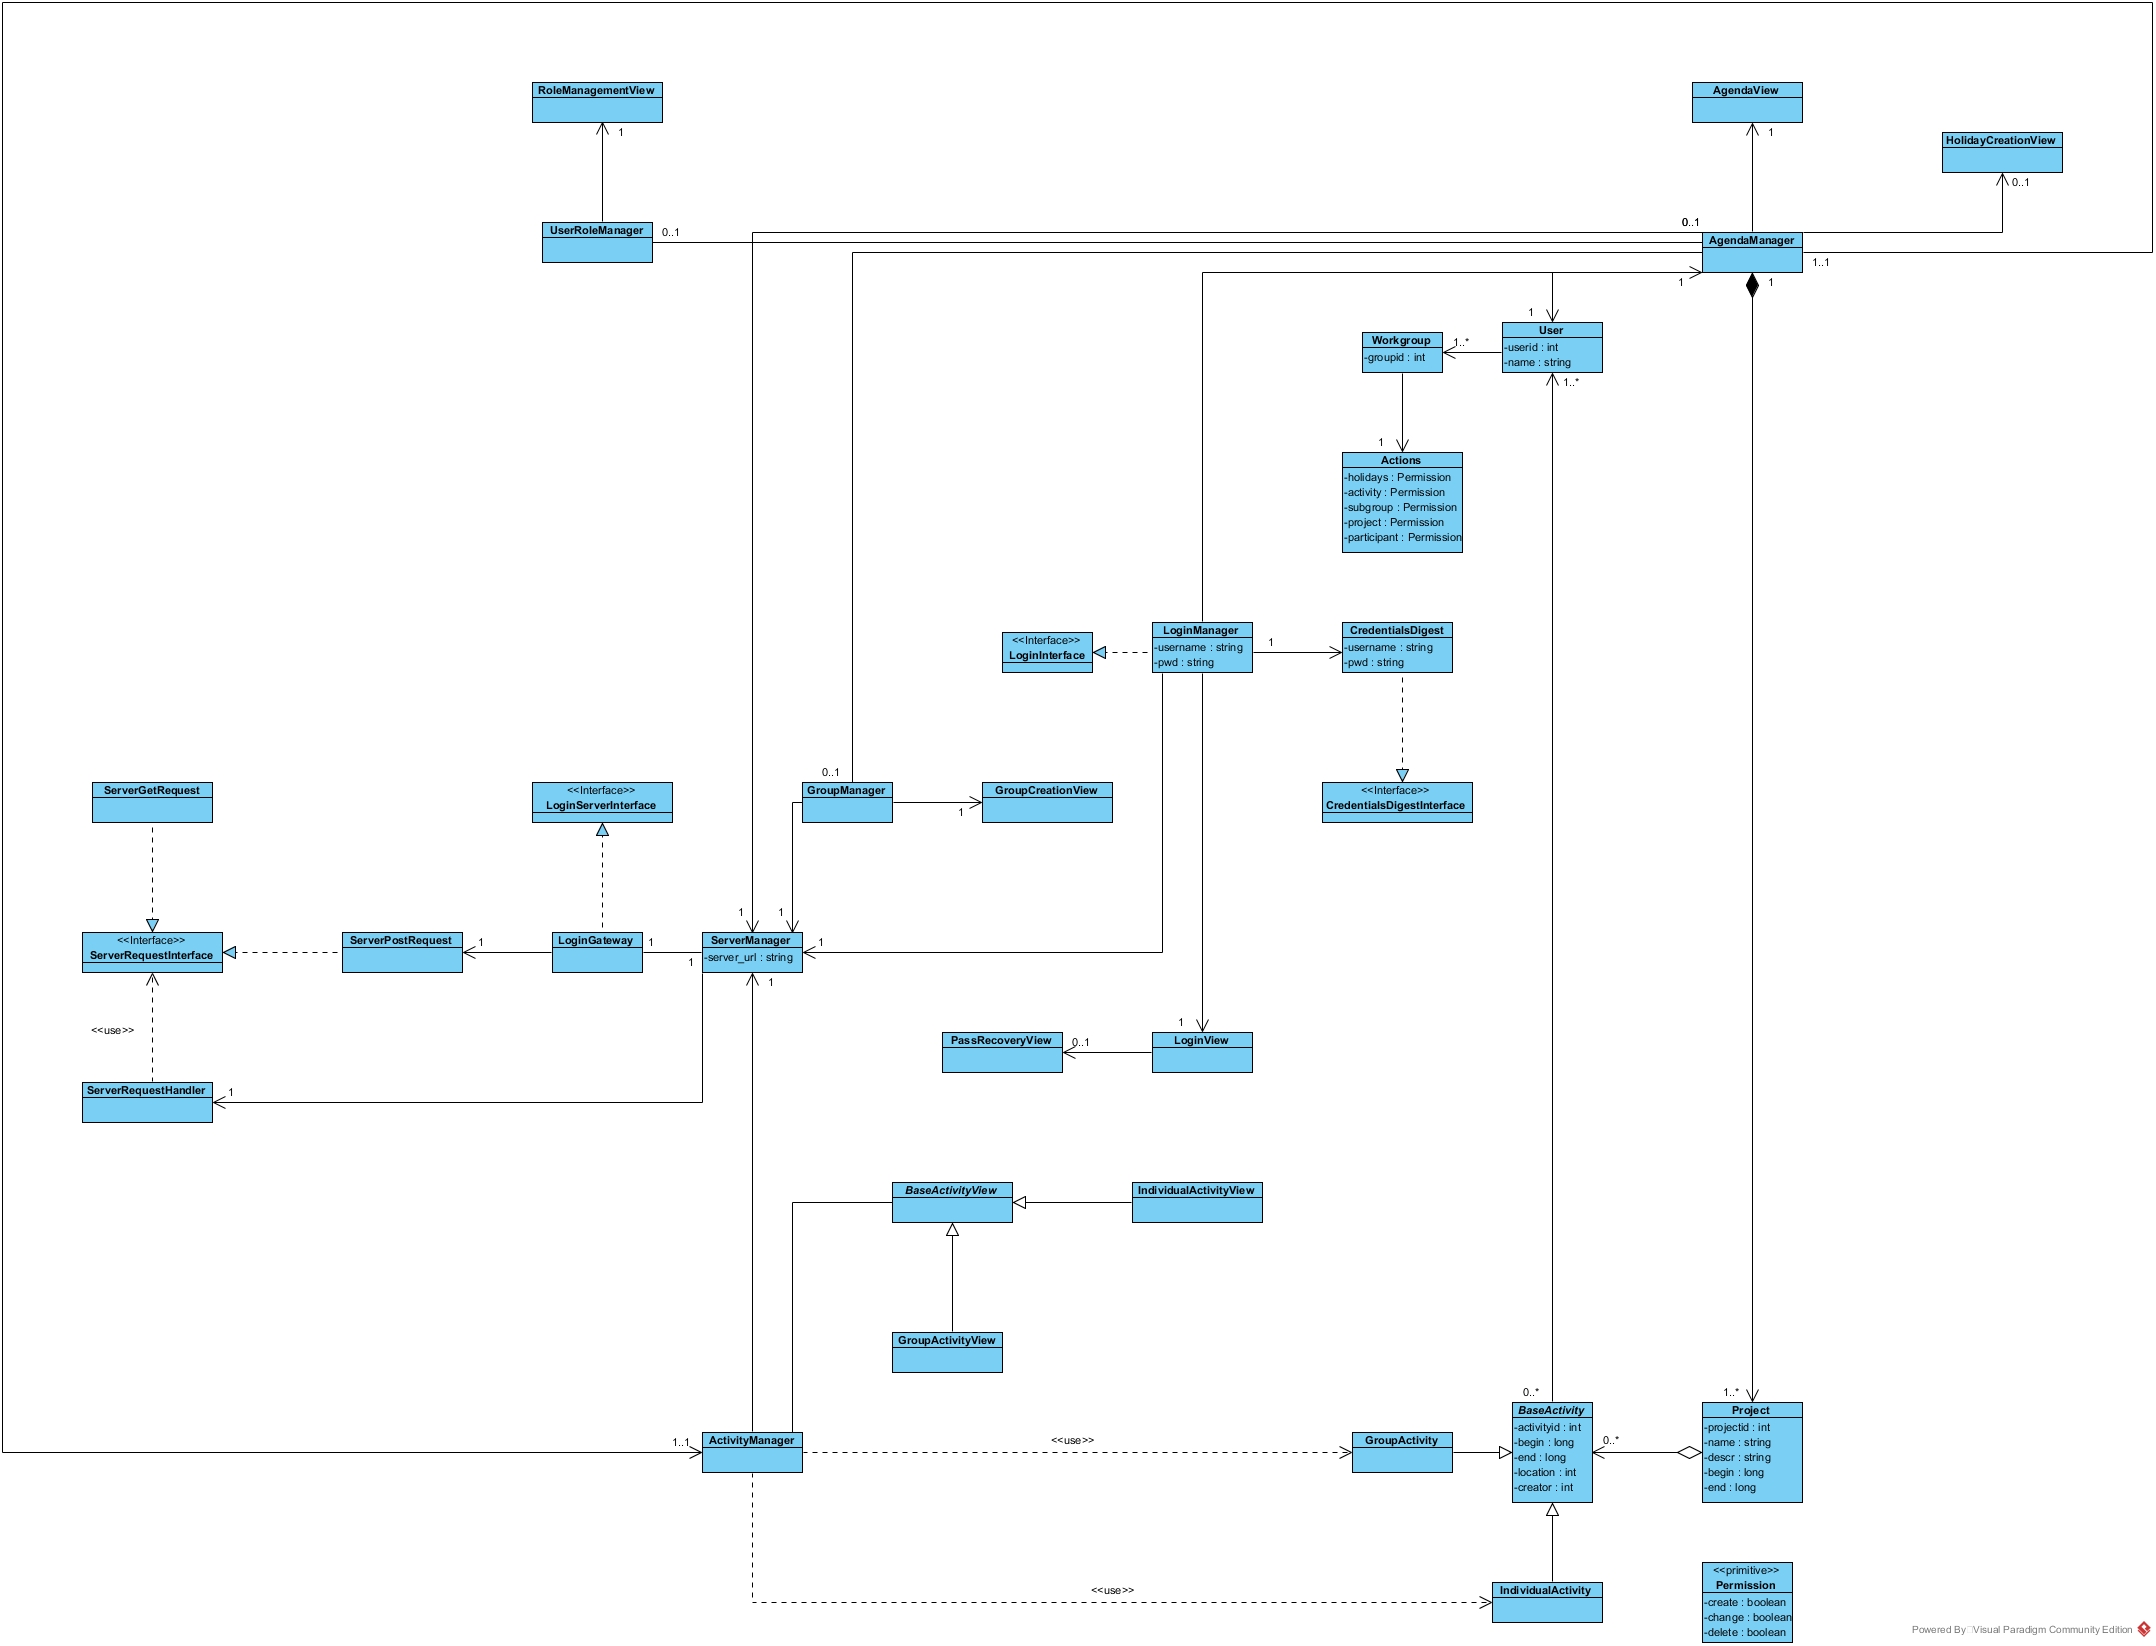 RoleManagementView
1
AgendaView
1
HolidayCreationView
0..1
UserRoleManager
0..1
0..1
AgendaManager
1..1
1
1
1
User
-userid : int
-name : string
1..*
Workgroup
-groupid : int
1..*
1
Actions
-holidays : Permission
-activity : Permission
-subgroup : Permission
-project : Permission
-participant : Permission
<<Interface>>
LoginInterface
LoginManager
-username : string
-pwd : string
1
CredentialsDigest
-username : string
-pwd : string
ServerGetRequest
<<Interface>>
LoginServerInterface
0..1
GroupManager
1
GroupCreationView
<<Interface>>
CredentialsDigestInterface
<<Interface>>
ServerRequestInterface
ServerPostRequest
1
LoginGateway
1
1
1
1
ServerManager
-server_url : string
1
1
<<use>>
ServerRequestHandler
1
PassRecoveryView
0..1
1
LoginView
BaseActivityView
IndividualActivityView
GroupActivityView
1..1
ActivityManager
<<use>>
GroupActivity
0..*
BaseActivity
-activityid : int
-begin : long
-end : long
-location : int
-creator : int
0..*
1..*
Project
-projectid : int
-name : string
-descr : string
-begin : long
-end : long
<<use>>
IndividualActivity
<<primitive>>
Permission
-create : boolean
-change : boolean
-delete : boolean
Powered By Visual Paradigm Community Edition